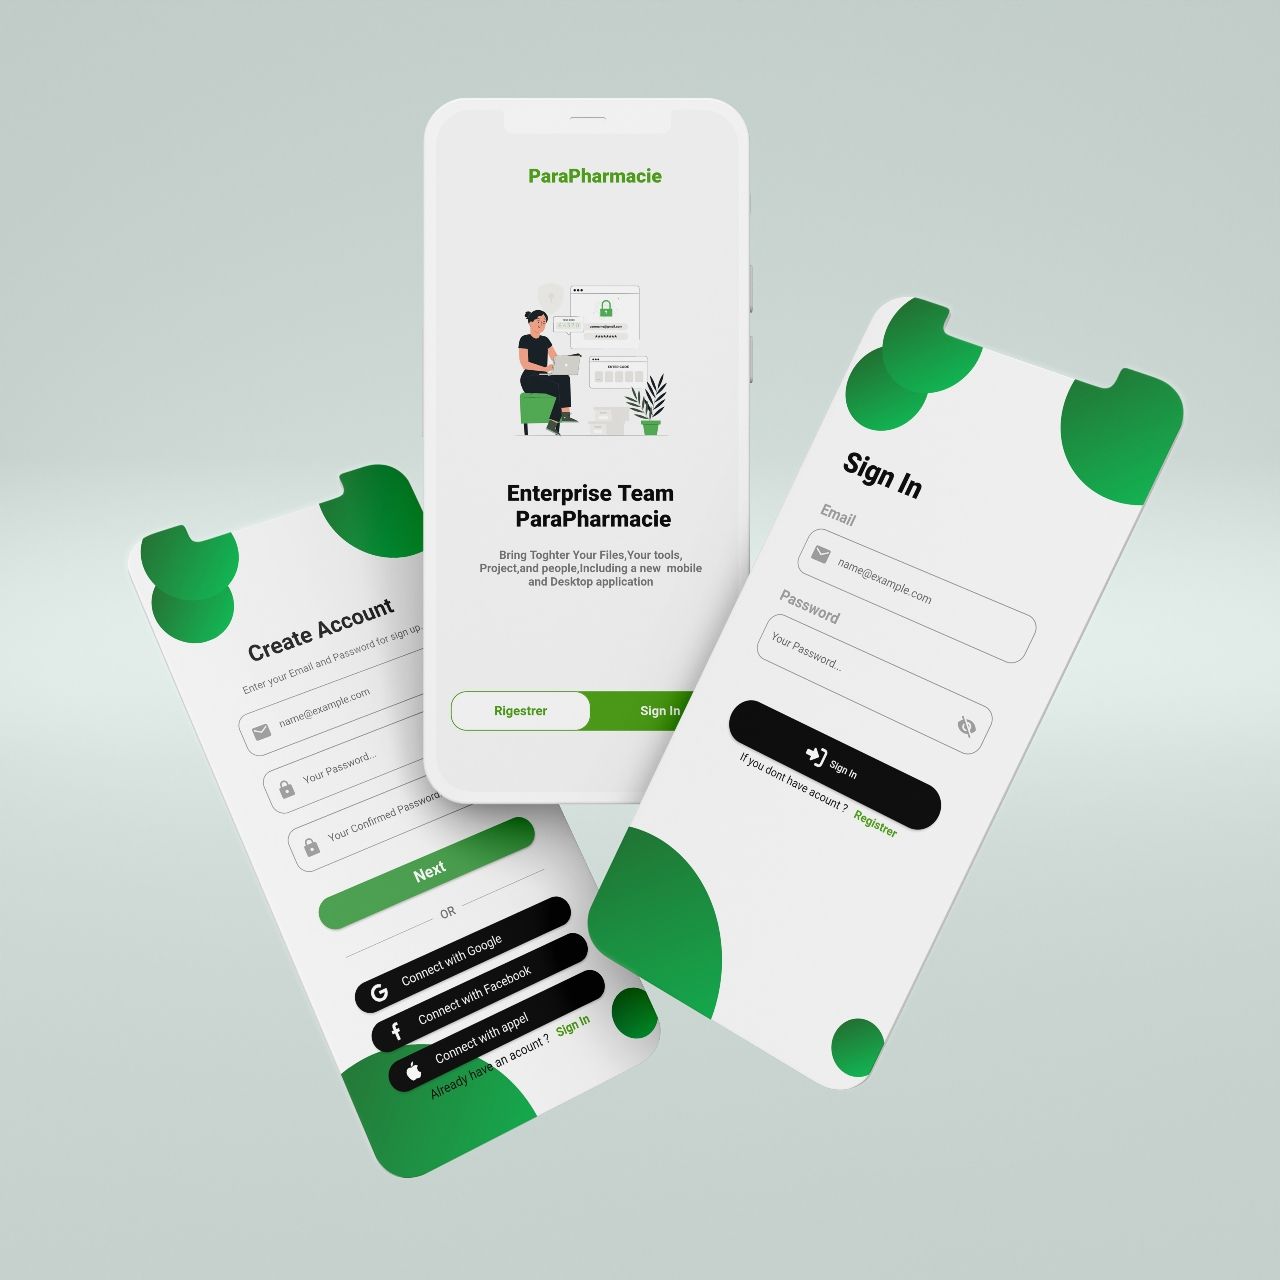 ParaPharmacie
ENTER CODE
Enterprise Team
ParaPharmacie
Bring Toghter Your Files,Your tools,
Project,and people,Including a new mobile
and Desktop application
Rigestrer
Sign In
Create Account
Enter your Email and Password for sign up.
name@example.com
Your Password...
Your Confirmed Password
Next
OR
Connect with Google
Connect with Facebook
Connect with appel
Already have an acount ? Sign In
Sign In
Email
name@example.com
Password
Your Password...
Sign In
If you dont have acount ? Registrer